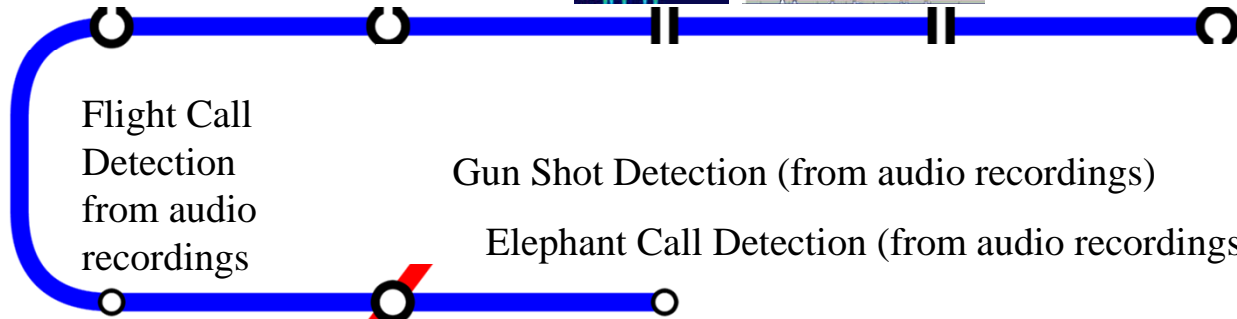 Flight Call
Detection
from audio
recordings
Gun Shot Detection (from audio recordings)
Elephant Call Detection (from audio recordings